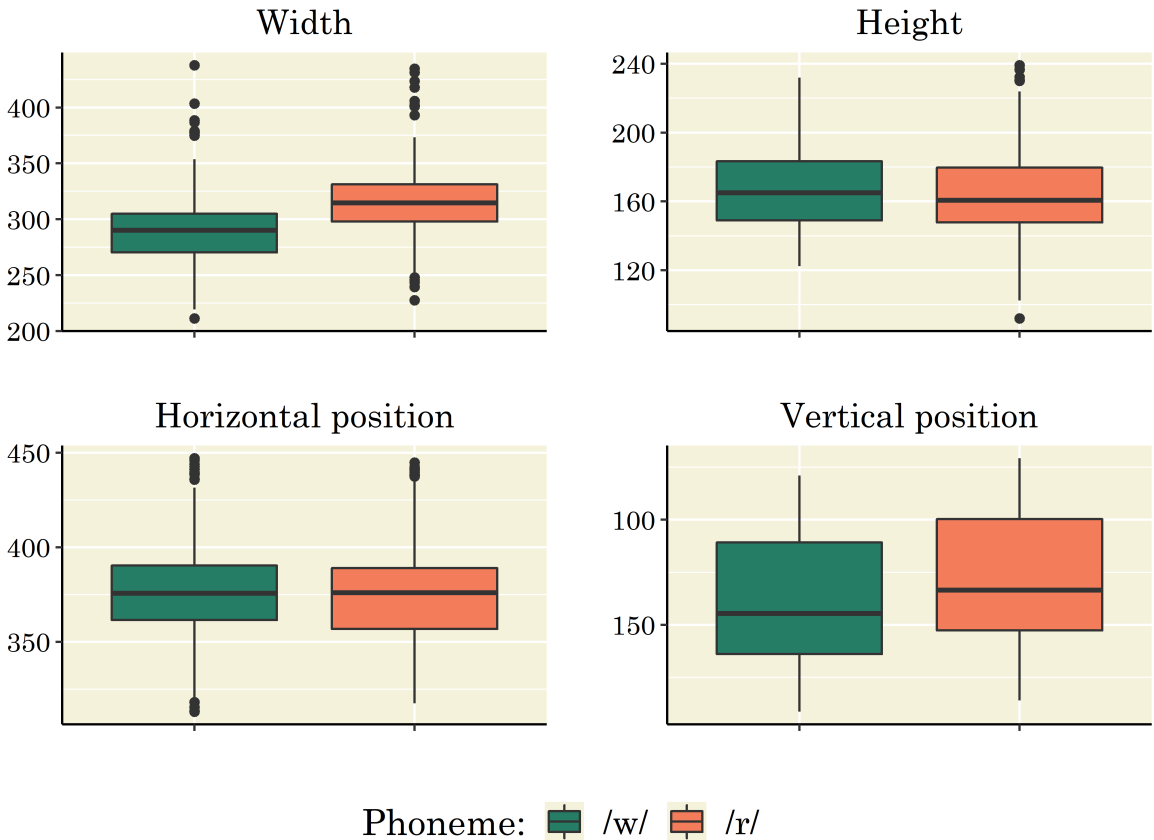 Width
400
350
300
250
200
Height
240
200
160
120
Horizontal position
450
400
350
Vertical position
100
150
Phoneme: /w/ /r/